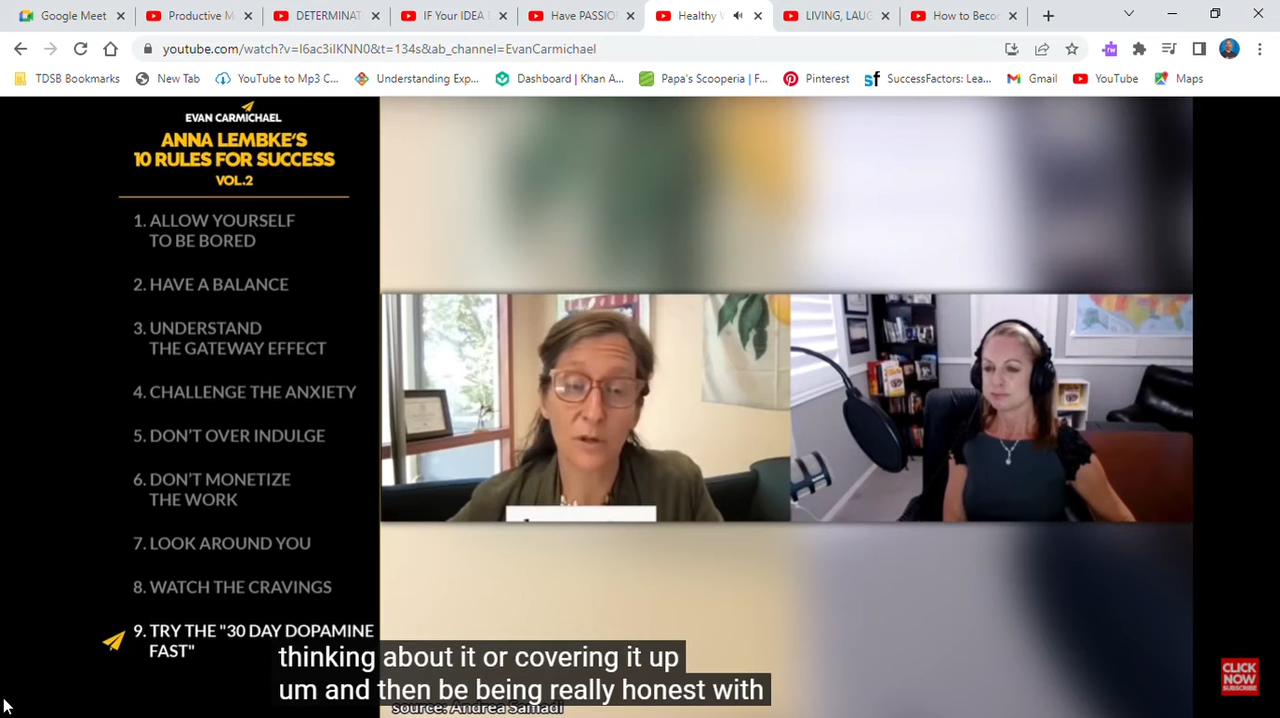 Google Meet
Productive M
DETERMINAT
IF Your IDEA
Have PASSIO
Healthy
LIVING, LAUG
How to Becor
youtube.com/watch?v=I6ac3iIKNN0&t=134s&ab_channel=EvanCarmichael
TDSB Bookmarks
New Tab
YouTube to Mp3 C...
Understanding Exp...
Dashboard | Khan A...
Papa's Scooperia | F...
Pinterest
SuccessFactors: Lea...
Gmail
YouTube
Maps
EVAN CARMICHAEL
ANNA LEMBKE'S
10 RULES FOR SUCCESS
VOL.2
1. ALLOW YOURSELF
TO BE BORED
2. HAVE A BALANCE
3. UNDERSTAND
THE GATEWAY EFFECT
4. CHALLENGE THE ANXIETY
5. DON'T OVER INDULGE
6. DON'T MONETIZE
THE WORK
7. LOOK AROUND YOU
8. WATCH THE CRAVINGS
9. TRY THE "30 DAY DOPAMINE
FAST"
thinking about it or covering it up
um and then be being really honest with
source: Andrea Samadi
CLICK
NOW
SUBSCRIBE